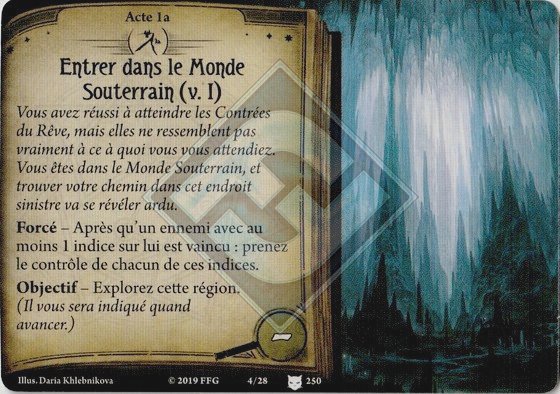 Acte 1a
Entrer dans le Monde
Souterrain (v. I)
Vous avez réussi à atteindre les Contrées
du Rêve, mais elles ne ressemblent pas
vraiment à ce à quoi vous vous attendiez.
Vous êtes dans le Monde Souterrain, et
trouver votre chemin dans cet endroit
sinistre va se révéler ardu.
Forcé – Après qu'un ennemi avec au
moins 1 indice sur lui est vaincu : prenez
le contrôle de chacun de ces indices.
Objectif – Explorez cette région.
(Il vous sera indiqué quand
avancer.)
–
Illus. Daria Khlebnikova © 2019 FFG 4/28 250